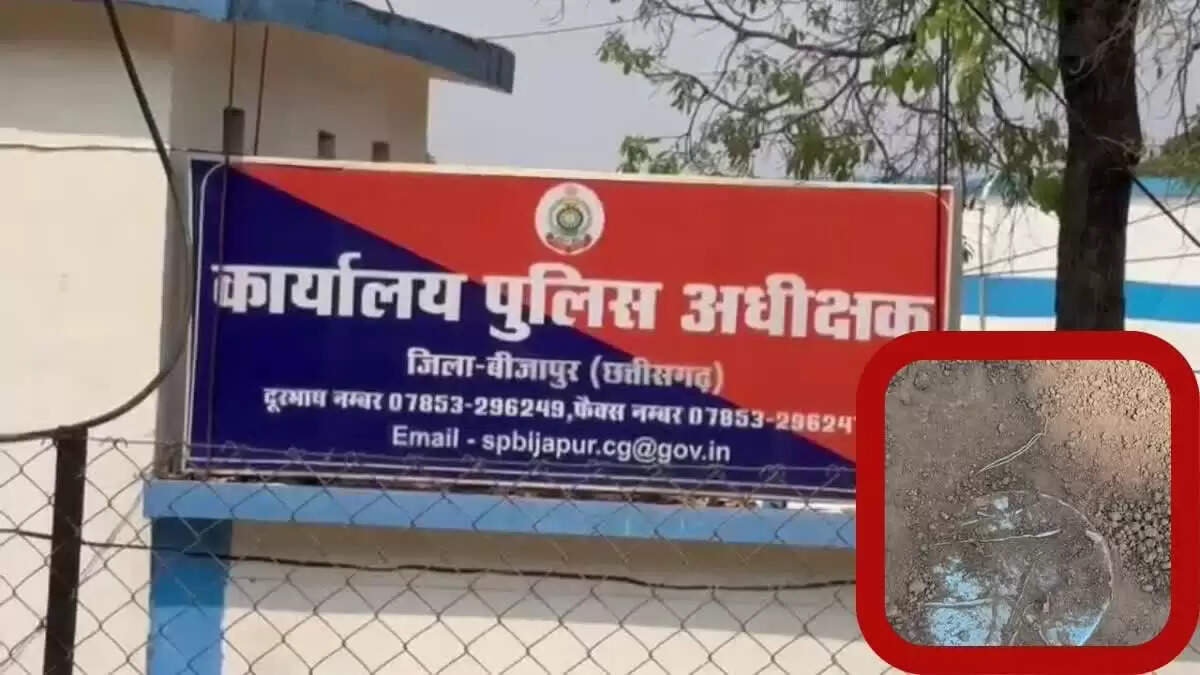 कार्यालय पुलिस अधीक्षक
जिला-बीजापुर (छत्तीसगढ़)
दूरभाष नम्बर 07853-296249,फैक्स नम्बर 07853-29624
Email - spbijapur.cg@gov.in